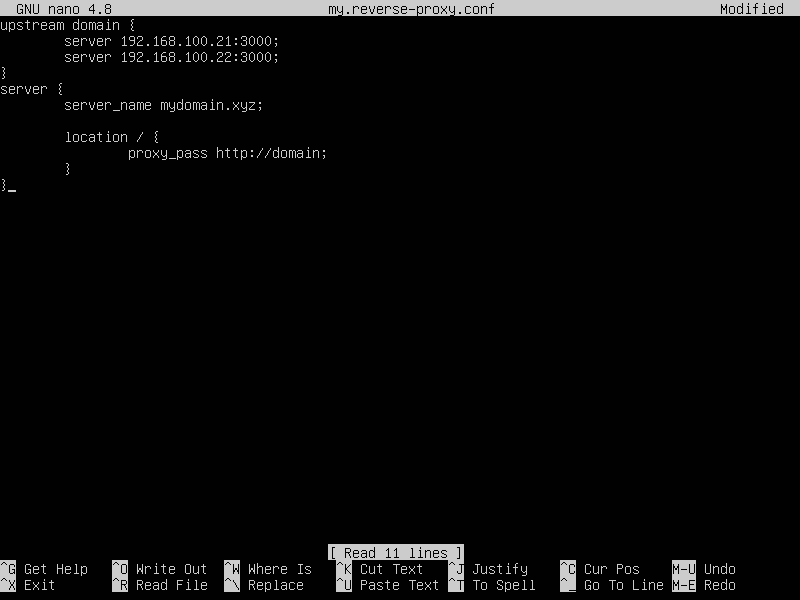 GNU nano 4.8 my.reverse-proxy.conf Modified
upstream domain {
        server 192.168.100.21:3000;
        server 192.168.100.22:3000;
}
server {
        server_name mydomain.xyz;

        location / {
                proxy_pass http://domain;
        }
}
[ Read 11 lines ]
^G Get Help ^O Write Out ^W Where Is ^K Cut Text ^J Justify ^C Cur Pos M-U Undo
^X Exit ^R Read File ^\ Replace ^U Paste Text ^T To Spell ^_ Go To Line M-E Redo